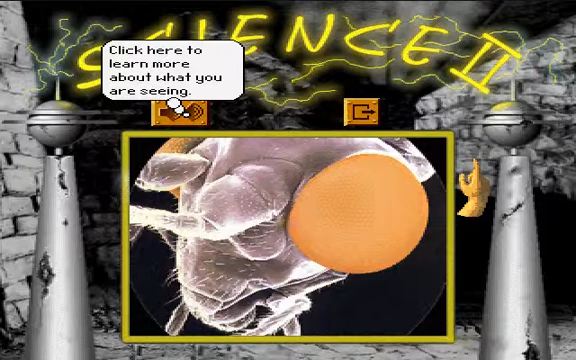 SCIENCE II
Click here to
learn more
about what you
are seeing.